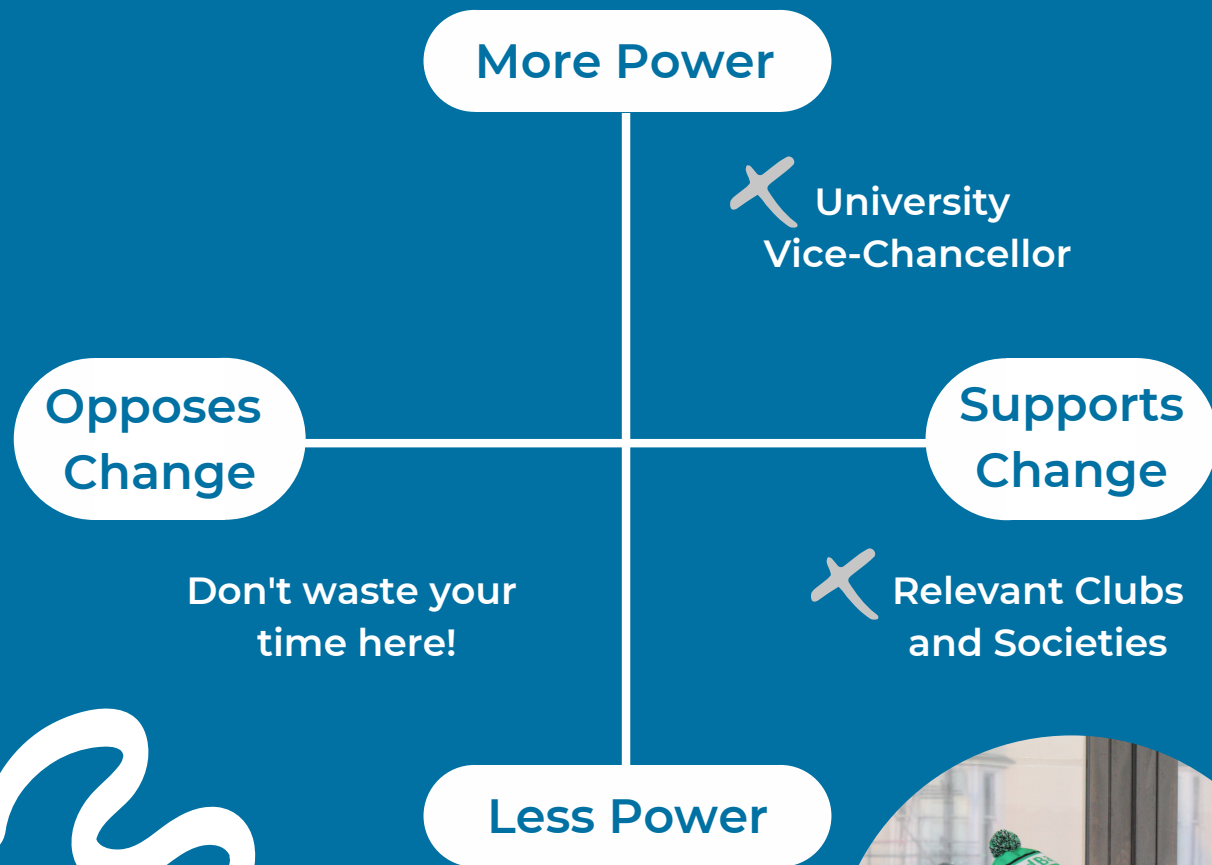 More Power
University
Vice-Chancellor
Opposes
Change
Supports
Change
Don't waste your
time here!
Relevant Clubs
and Societies
Less Power